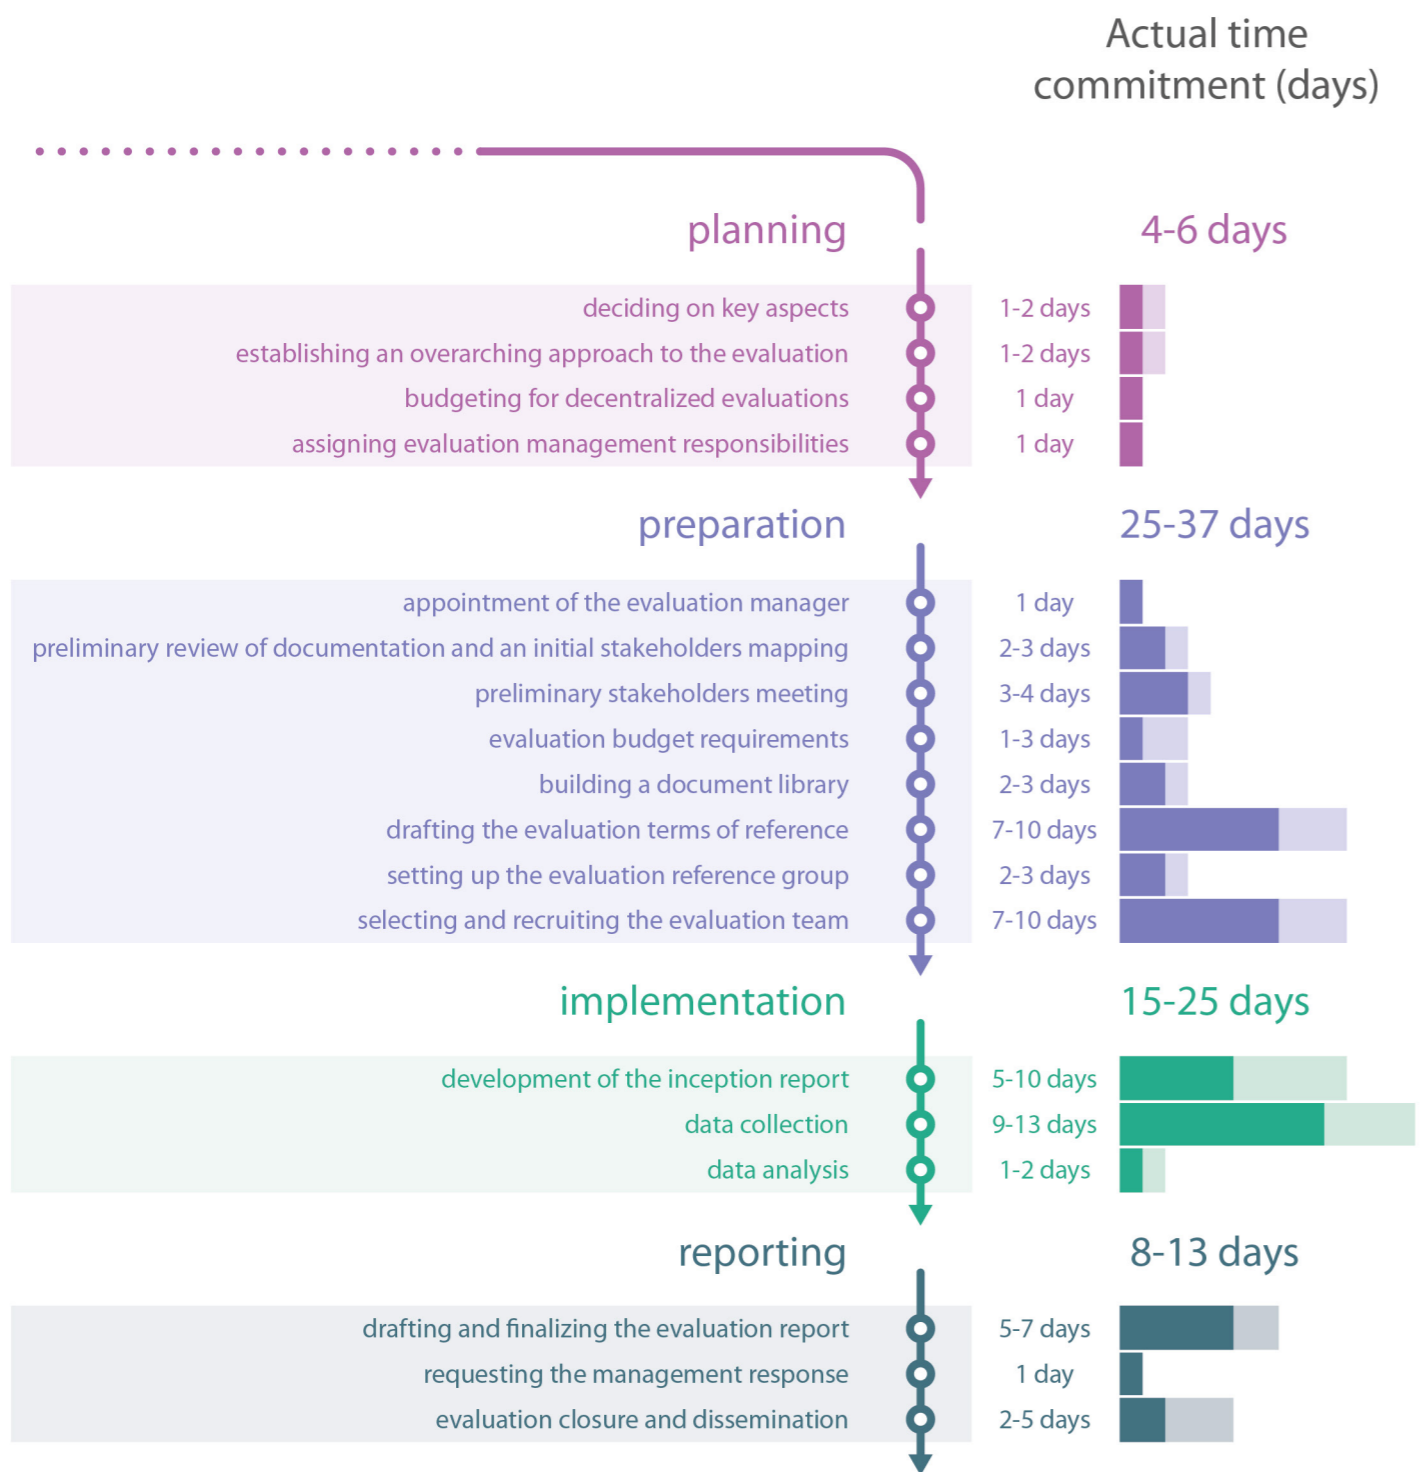 Actual time
commitment (days)
planning 4-6 days
deciding on key aspects 1-2 days
establishing an overarching approach to the evaluation 1-2 days
budgeting for decentralized evaluations 1 day
assigning evaluation management responsibilities 1 day
preparation 25-37 days
appointment of the evaluation manager 1 day
preliminary review of documentation and an initial stakeholders mapping 2-3 days
preliminary stakeholders meeting 3-4 days
evaluation budget requirements 1-3 days
building a document library 2-3 days
drafting the evaluation terms of reference 7-10 days
setting up the evaluation reference group 2-3 days
selecting and recruiting the evaluation team 7-10 days
implementation 15-25 days
development of the inception report 5-10 days
data collection 9-13 days
data analysis 1-2 days
reporting 8-13 days
drafting and finalizing the evaluation report 5-7 days
requesting the management response 1 day
evaluation closure and dissemination 2-5 days